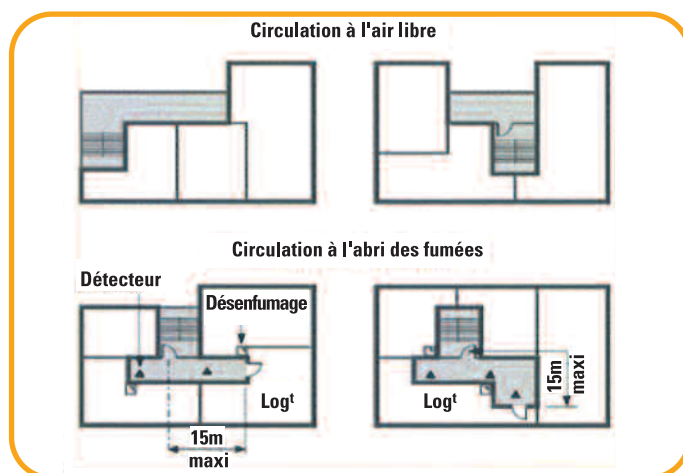 Circulation à l'air libre
Circulation à l'abri des fumées
Détecteur
Désenfumage
Logᵗ
15m
maxi
Logᵗ
15m
maxi